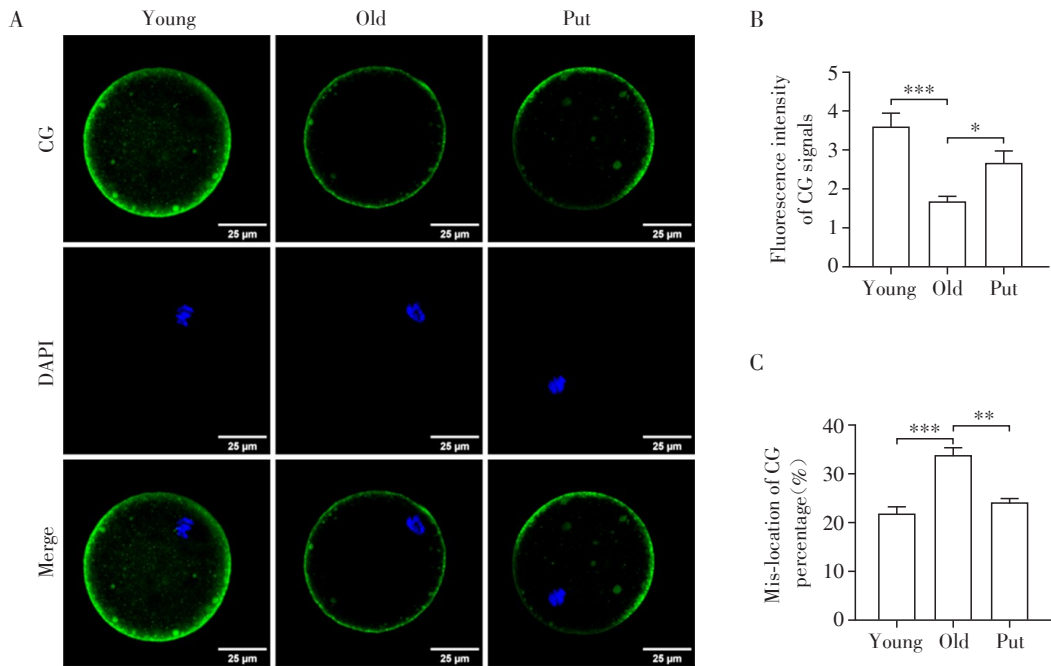 A
Young
Old
Put
CG
25 μm
25 μm
25 μm
DAPI
25 μm
25 μm
25 μm
Merge
25 μm
25 μm
25 μm
B
Fluorescence intensity
of CG signals
5
4
3
2
1
0
***
*
Young
Old
Put
C
Mis-location of CG
percentage(%)
40
30
20
10
0
***
**
Young
Old
Put